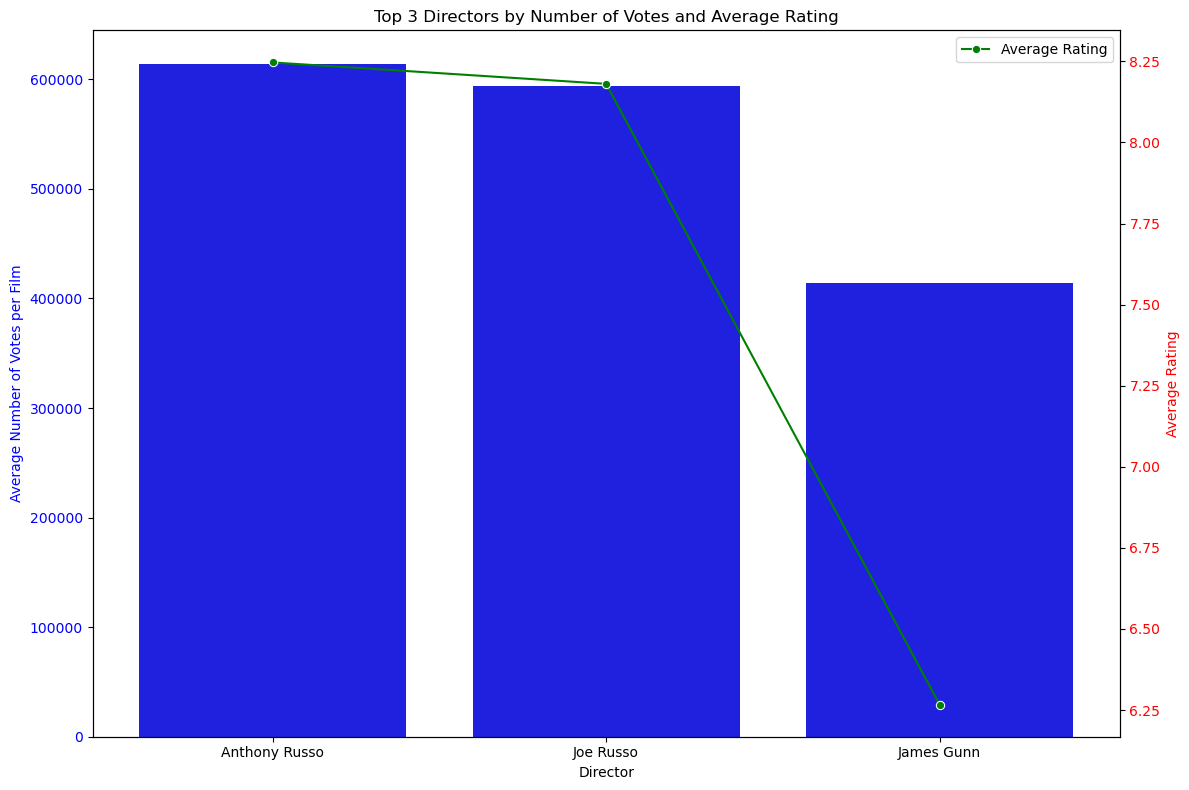 Top 3 Directors by Number of Votes and Average Rating
Average Rating
600000
500000
400000
300000
200000
100000
0
Average Number of Votes per Film
8.25
8.00
7.75
7.50
7.25
7.00
6.75
6.50
6.25
Average Rating
Anthony Russo
Joe Russo
James Gunn
Director